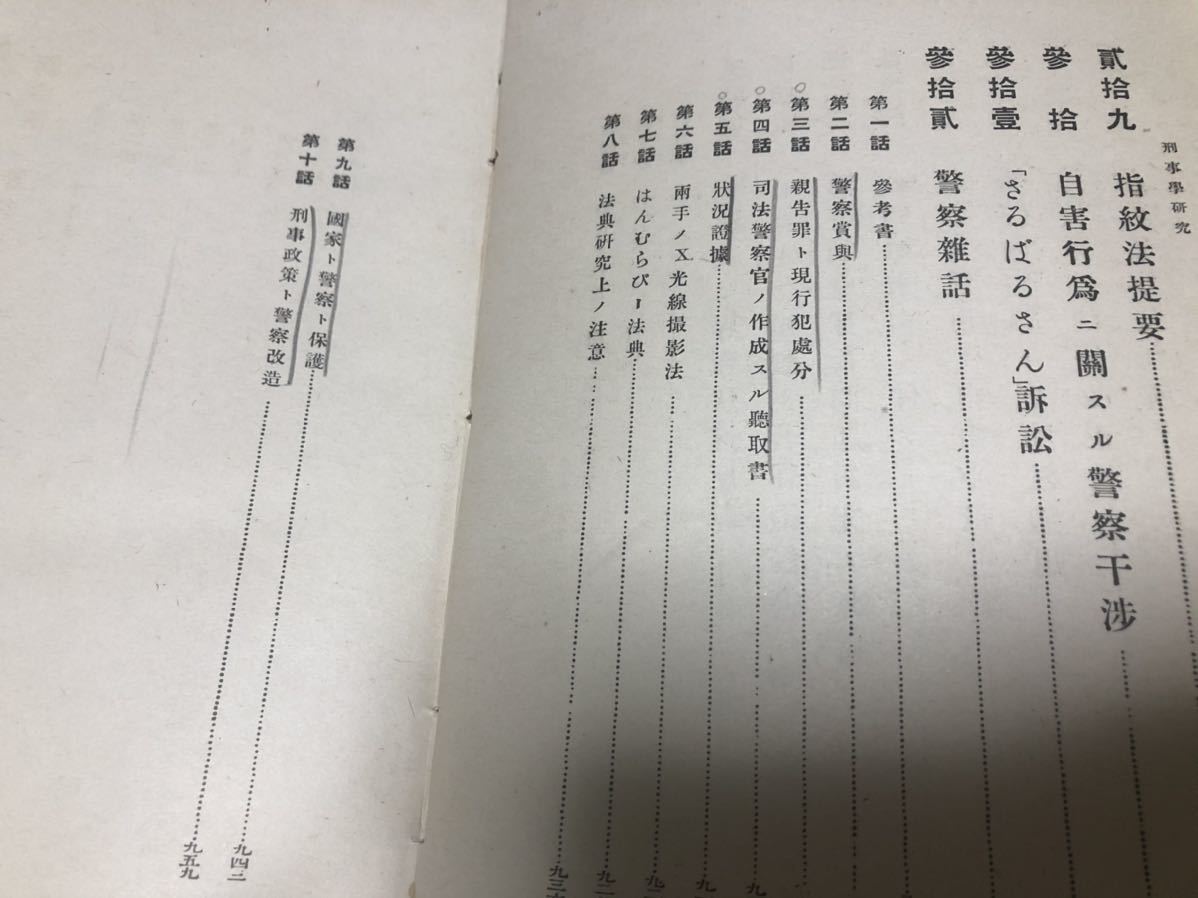 刑事學研究
貳拾九 指紋法提要
參拾 自害行爲ニ關スル警察干涉
參拾壹 「さるばるさん」訴訟
參拾貳 警察雜話
第一話 參考書
第二話 警察賞與
第三話 親告罪ト現行犯處分
第四話 司法警察官ノ作成スル聽取書
第五話 狀況證據
第六話 兩手ノX光線撮影法
第七話 はんむらびー法典
第八話 法典硏究上ノ注意
第九話 國家ト警察ト保護 九四二
第十話 刑事政策ト警察改造 九五九